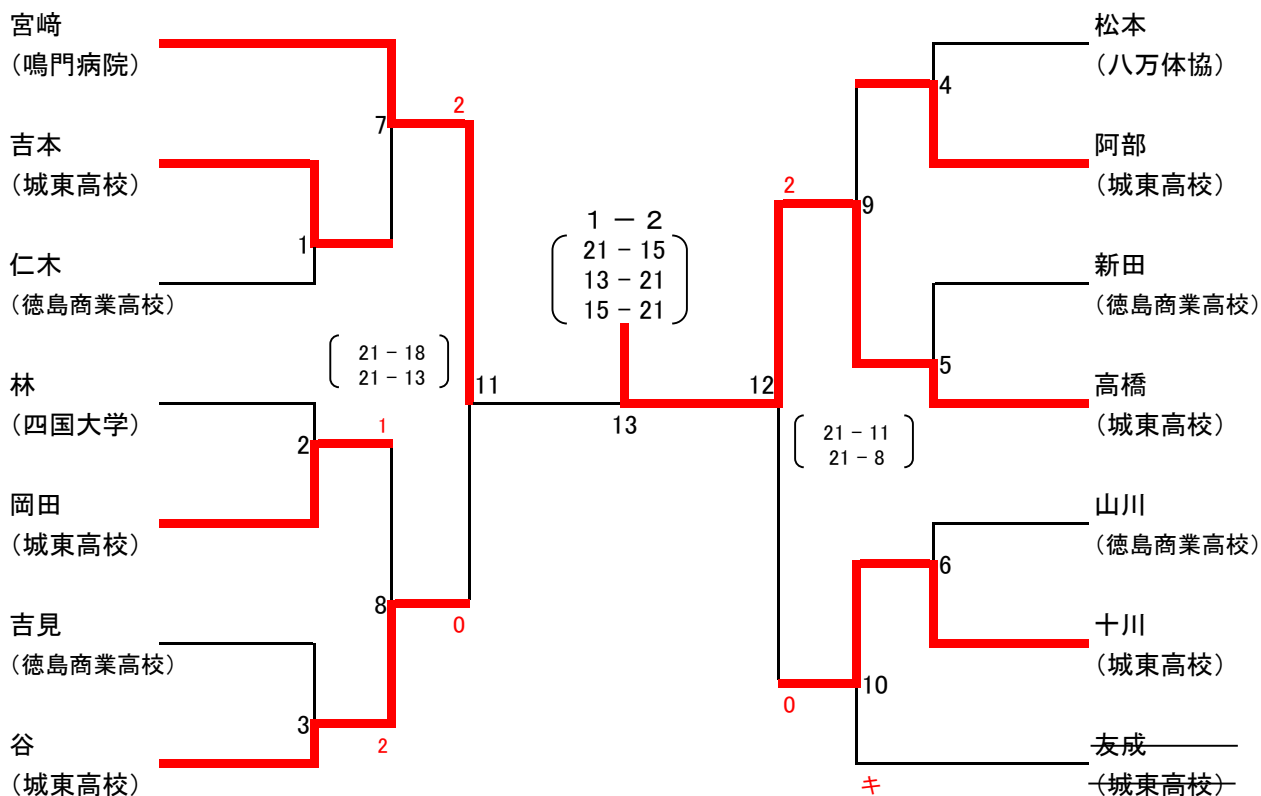 宮﨑
（鳴門病院）
吉本
（城東高校）
仁木
（徳島商業高校）
林
（四国大学）
岡田
（城東高校）
吉見
（徳島商業高校）
谷
（城東高校）
7
2
1
21 − 18
21 − 13
11
2
1
8
0
3
2
1 − 2
21 − 15
13 − 21
15 − 21
13
2
9
12
21 − 11
21 − 8
4
5
6
10
0
キ
松本
（八万体協）
阿部
（城東高校）
新田
（徳島商業高校）
高橋
（城東高校）
山川
（徳島商業高校）
十川
（城東高校）
友成
（城東高校）